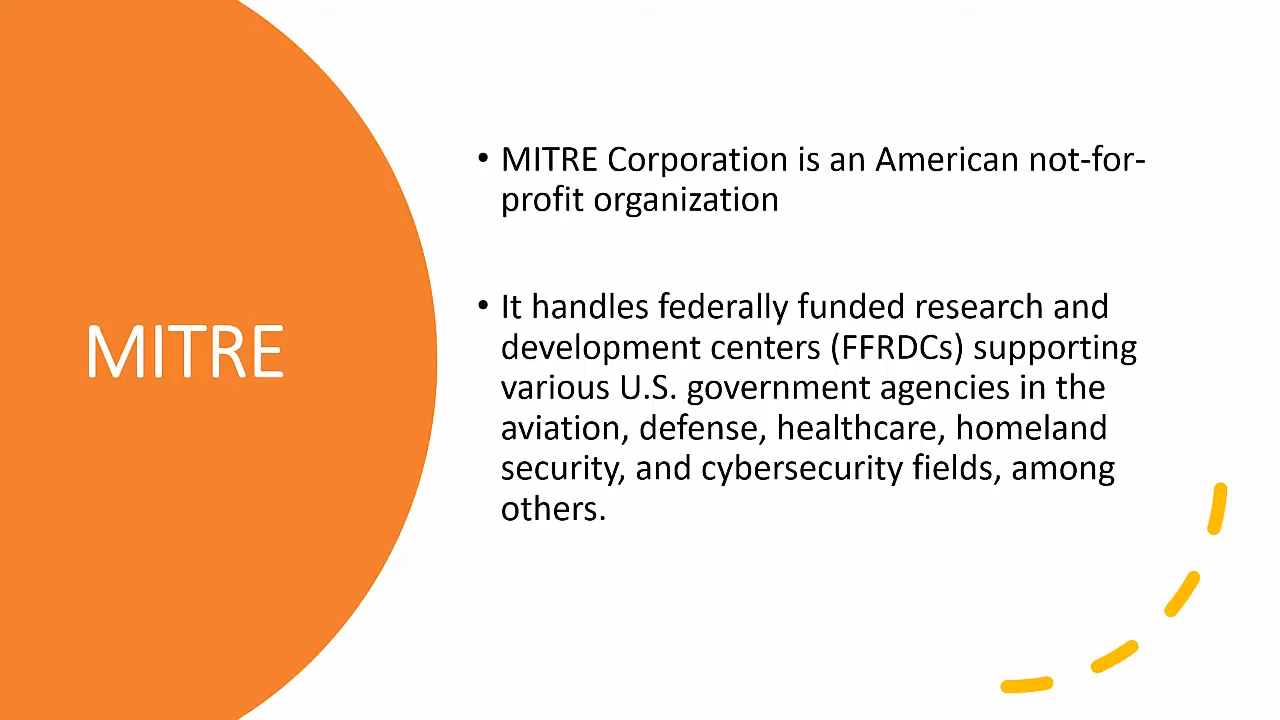 MITRE
• MITRE Corporation is an American not-for-
profit organization
• It handles federally funded research and
development centers (FFRDCs) supporting
various U.S. government agencies in the
aviation, defense, healthcare, homeland
security, and cybersecurity fields, among
others.